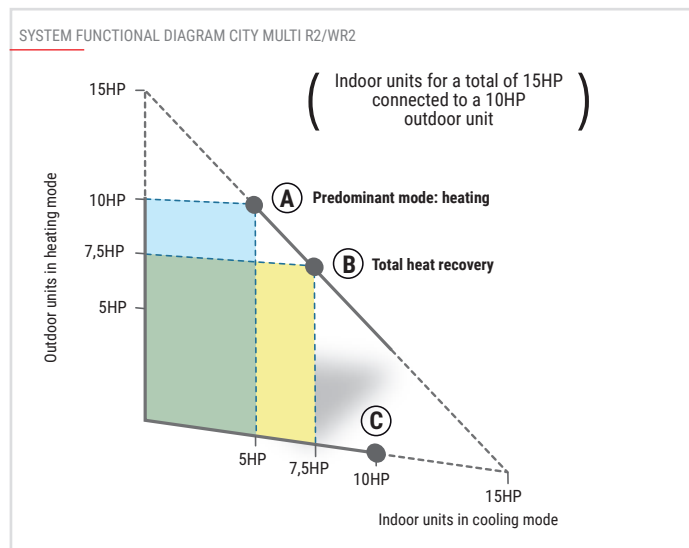 SYSTEM FUNCTIONAL DIAGRAM CITY MULTI R2/WR2
Indoor units for a total of 15HP
connected to a 10HP
outdoor unit
15HP
10HP
7,5HP
5HP
Outdoor units in heating mode
A Predominant mode: heating
B Total heat recovery
C
5HP
7,5HP
10HP
15HP
Indoor units in cooling mode